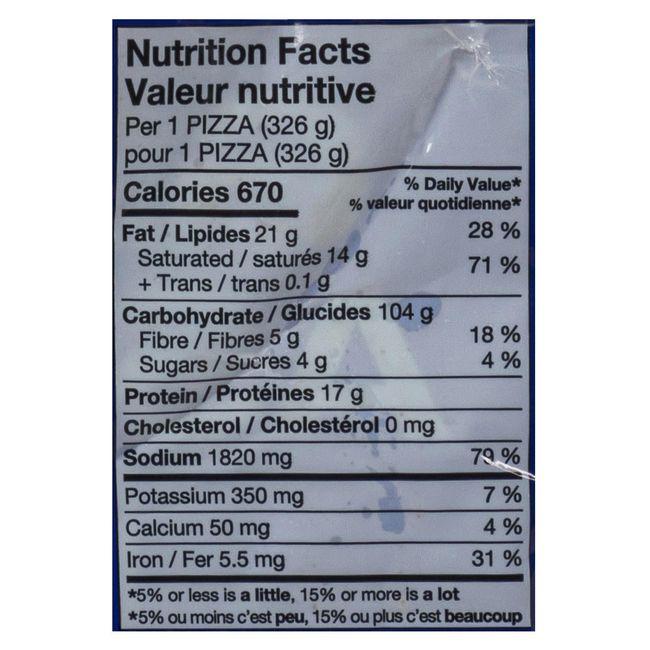 Nutrition Facts
Valeur nutritive
Per 1 PIZZA (326 g)
pour 1 PIZZA (326 g)
Calories 670
% Daily Value*
% valeur quotidienne*
Fat / Lipides 21 g 28 %
Saturated / saturés 14 g
+ Trans / trans 0.1 g
71 %
Carbohydrate / Glucides 104 g
Fibre / Fibres 5 g 18 %
Sugars / Sucres 4 g 4 %
Protein / Protéines 17 g
Cholesterol / Cholestérol 0 mg
Sodium 1820 mg 79 %
Potassium 350 mg 7 %
Calcium 50 mg 4 %
Iron / Fer 5.5 mg 31 %
*5% or less is a little, 15% or more is a lot
*5% ou moins c'est peu, 15% ou plus c'est beaucoup